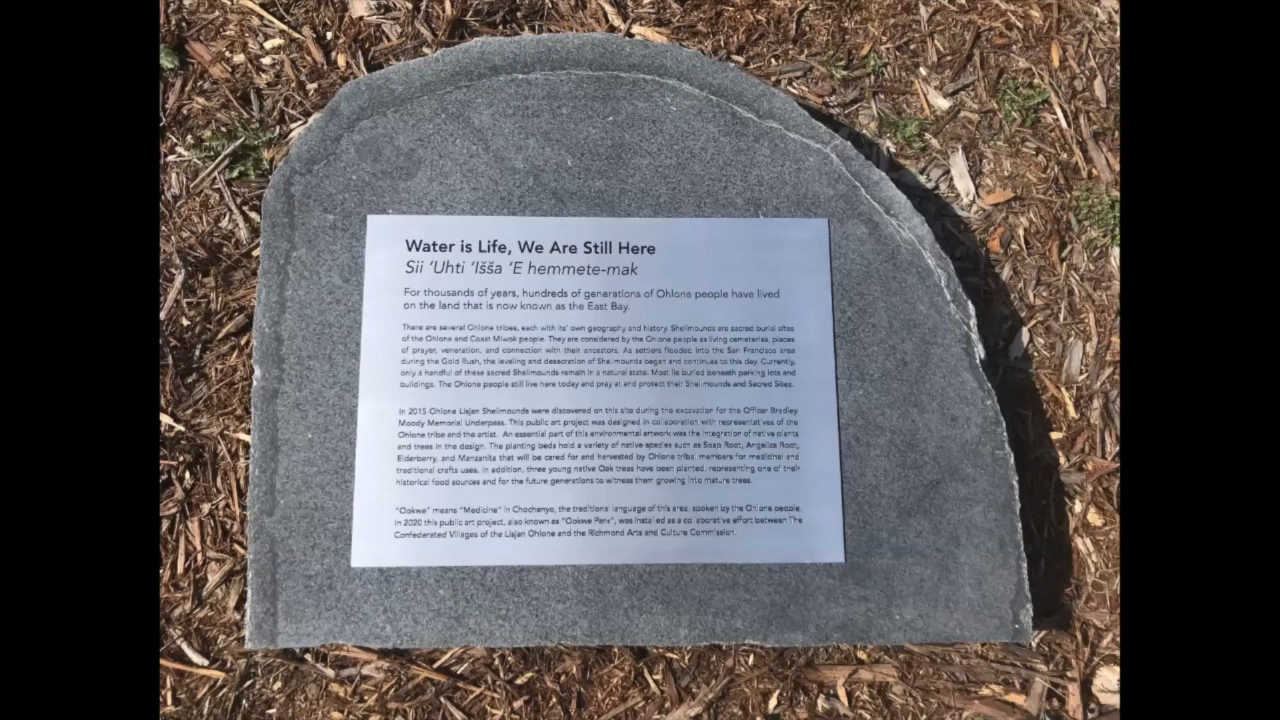 Water is Life, We Are Still Here
Sii ‘Uhti ‘Išša ‘E hemmete-mak
For thousands of years, hundreds of generations of Ohlone people have lived
on the land that is now known as the East Bay.
There are several Ohlone tribes, each with its’ own geography and history. Shellmounds are sacred burial sites
of the Ohlone and Coast Miwok people. They are considered by the Ohlone people as living cemeteries, places
of prayer, veneration, and connection with their ancestors. As settlers flooded into the San Francisco area
during the Gold Rush, the leveling and desecration of Shellmounds began and continues to this day. Currently,
only a handful of these sacred Shellmounds remain in a natural state. Most lie buried beneath parking lots and
buildings. The Ohlone people still live here today and pray at and protect their Shellmounds and Sacred Sites.
In 2015 Ohlone Lisjan Shellmounds were discovered on this site during the excavation for the Officer Bradley
Moody Memorial Underpass. This public art project was designed in collaboration with representatives of the
Ohlone tribe and the artist. An essential part of this environmental artwork was the integration of native plants
and trees in the design. The planting beds hold a variety of native species such as Soap Root, Angelica Root,
Elderberry, and Manzanita that will be cared for and harvested by Ohlone tribal members for medicinal and
traditional crafts uses. In addition, three young native Oak trees have been planted, representing one of their
historical food sources and for the future generations to witness them growing into mature trees.
“Ookwe” means “Medicine” in Chochenyo, the traditional language of this area, spoken by the Ohlone people.
In 2020 this public art project, also known as “Ookwe Park”, was installed as a collaborative effort between The
Confederated Villages of the Lisjan Ohlone and the Richmond Arts and Culture Commission.